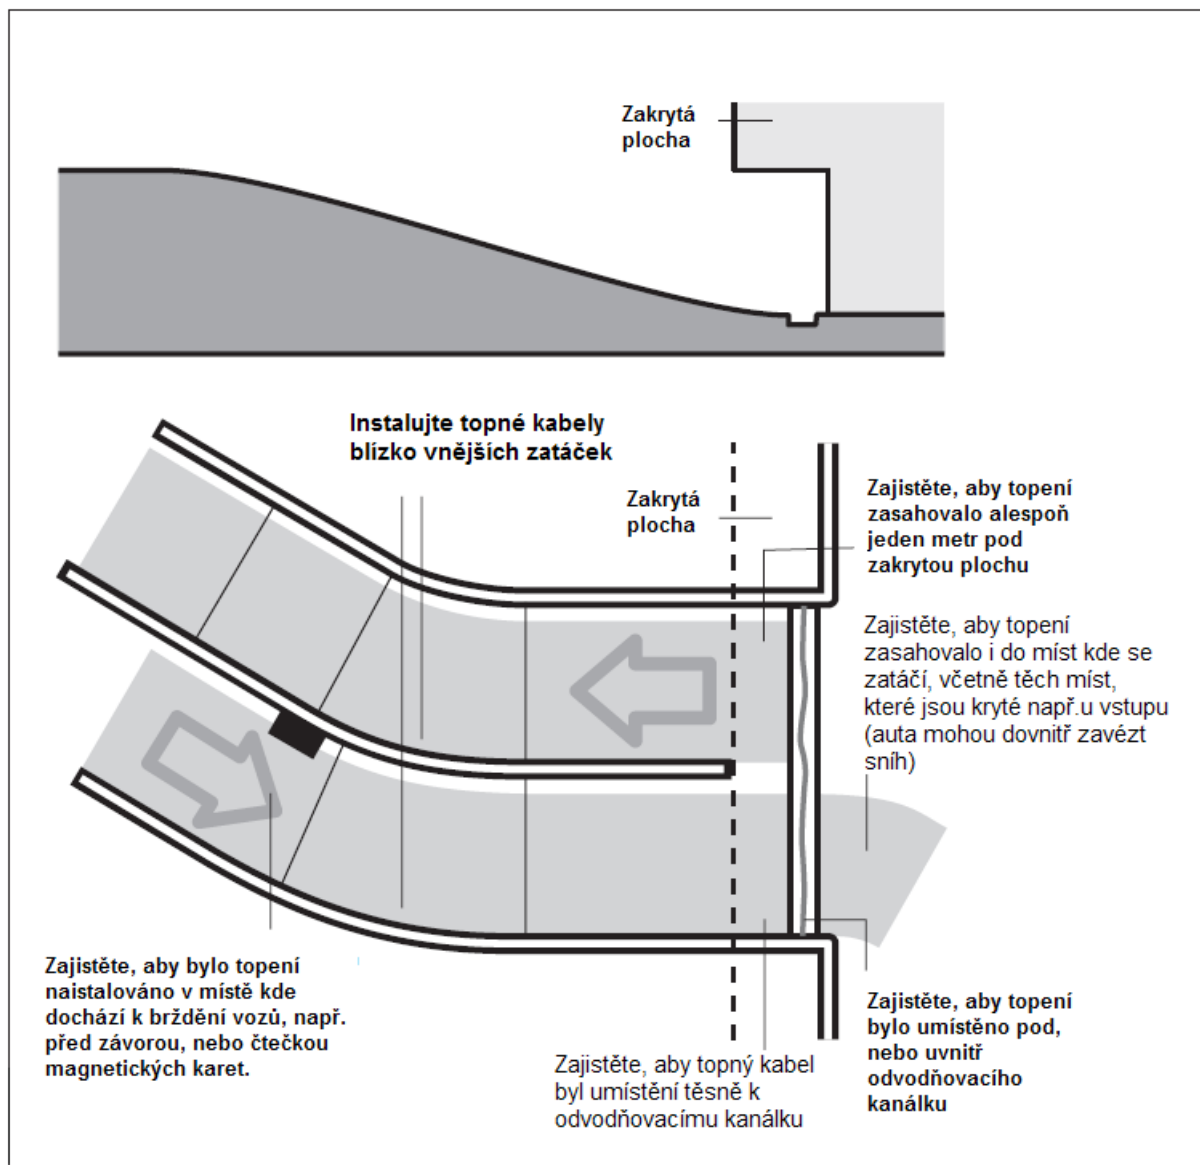 Zakrytá
plocha
Instalujte topné kabely
blízko vnějších zatáček
Zakrytá
plocha
Zajistěte, aby topení
zasahovalo alespoň
jeden metr pod
zakrytou plochu
Zajistěte, aby topení
zasahovalo i do míst kde se
zatáčí, včetně těch míst,
které jsou kryté např.u vstupu
(auta mohou dovnitř zavézt
sníh)
Zajistěte, aby bylo topení
naistalováno v místě kde
dochází k brždění vozů, např.
před závorou, nebo čtečkou
magnetických karet.
Zajistěte, aby topný kabel
byl umístění těsně k
odvodňovacímu kanálku
Zajistěte, aby topení
bylo umístěno pod,
nebo uvnitř
odvodňovacího
kanálku